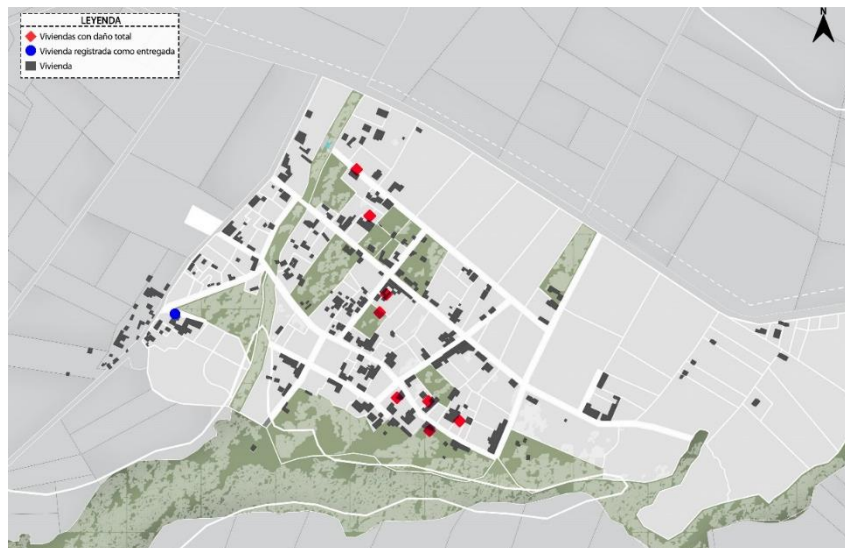 LEYENDA
Viviendas con daño total
Vivienda registrada como entregada
Vivienda
N